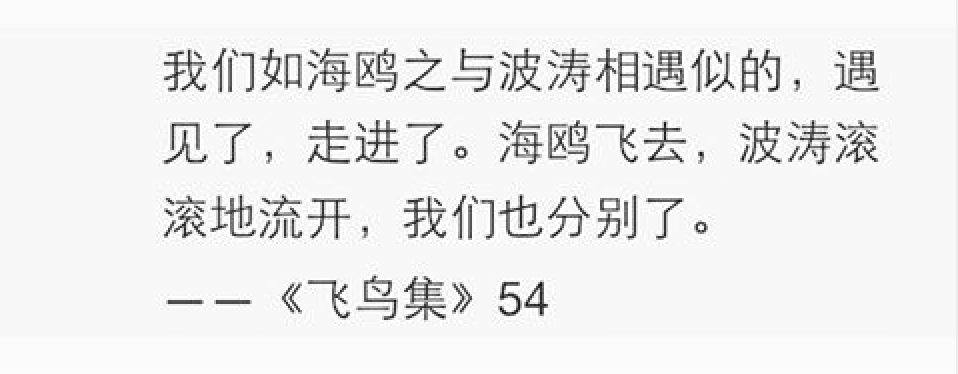 我们如海鸥之与波涛相遇似的，遇
见了，走进了。海鸥飞去，波涛滚
滚地流开，我们也分别了。
——《飞鸟集》54